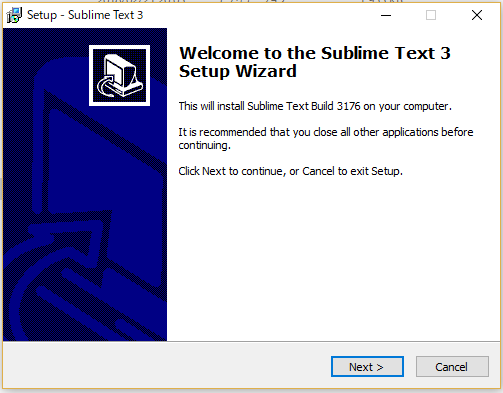 Setup - Sublime Text 3
Welcome to the Sublime Text 3
Setup Wizard
This will install Sublime Text Build 3176 on your computer.
It is recommended that you close all other applications before
continuing.
Click Next to continue, or Cancel to exit Setup.
Next >
Cancel